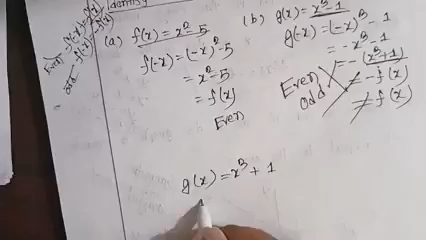 Identify
Even → f(-x) = f(x)
Odd → f(-x) = -f(x)
(a) f(x) = x² - 5
f(-x) = (-x)² - 5
= x² - 5
= f(x)
Even
(b) g(x) = x³ - 1
g(-x) = (-x)³ - 1
= -x³ - 1
= -(x³ + 1)
≠ -f(x)
≠ f(x)
Even
Odd
g(x) = x³ + 1